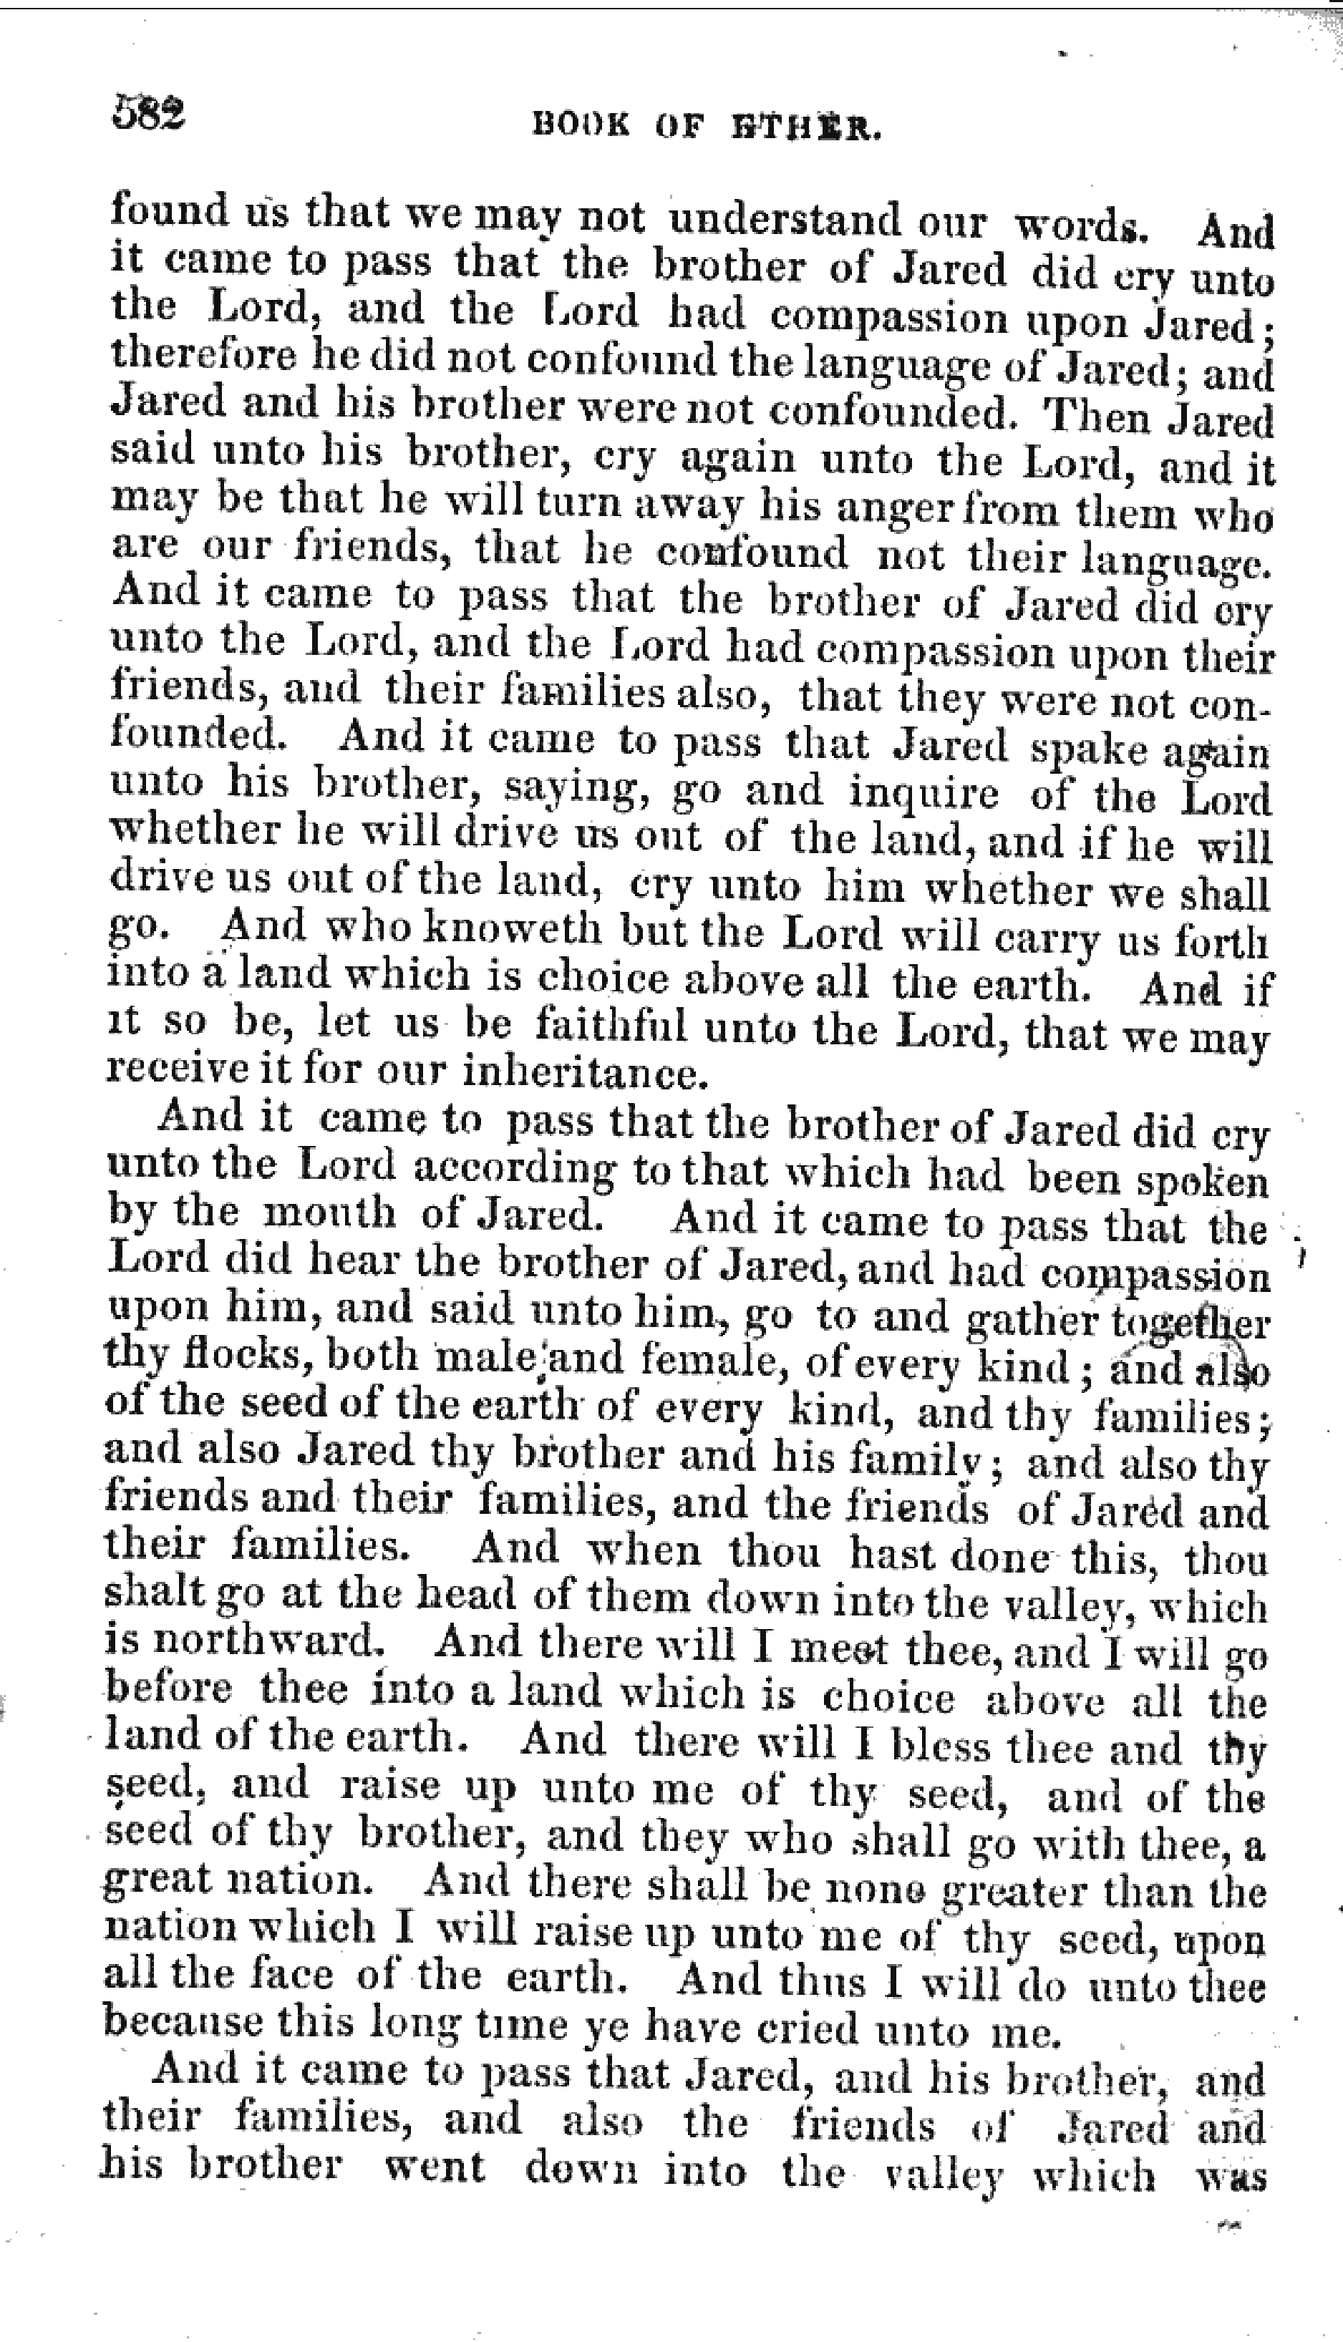 582
BOOK OF ETHER.
found us that we may not understand our words. And
it came to pass that the brother of Jared did cry unto
the Lord, and the Lord had compassion upon Jared;
therefore he did not confound the language of Jared; and
Jared and his brother were not confounded. Then Jared
said unto his brother, cry again unto the Lord, and it
may be that he will turn away his anger from them who
are our friends, that he confound not their language.
And it came to pass that the brother of Jared did cry
unto the Lord, and the Lord had compassion upon their
friends, and their families also, that they were not con-
founded. And it came to pass that Jared spake again
unto his brother, saying, go and inquire of the Lord
whether he will drive us out of the land, and if he will
drive us out of the land, cry unto him whether we shall
go. And who knoweth but the Lord will carry us forth
into a land which is choice above all the earth. And if
it so be, let us be faithful unto the Lord, that we may
receive it for our inheritance.
And it came to pass that the brother of Jared did cry
unto the Lord according to that which had been spoken
by the mouth of Jared. And it came to pass that the
Lord did hear the brother of Jared, and had compassion
upon him, and said unto him, go to and gather together
thy flocks, both male and female, of every kind; and also
of the seed of the earth of every kind, and thy families;
and also Jared thy brother and his family; and also thy
friends and their families, and the friends of Jared and
their families. And when thou hast done this, thou
shalt go at the head of them down into the valley, which
is northward. And there will I meet thee, and I will go
before thee into a land which is choice above all the
land of the earth. And there will I bless thee and thy
seed, and raise up unto me of thy seed, and of the
seed of thy brother, and they who shall go with thee, a
great nation. And there shall be none greater than the
nation which I will raise up unto me of thy seed, upon
all the face of the earth. And thus I will do unto thee
because this long time ye have cried unto me.
And it came to pass that Jared, and his brother, and
their families, and also the friends of Jared and
his brother went down into the valley which was